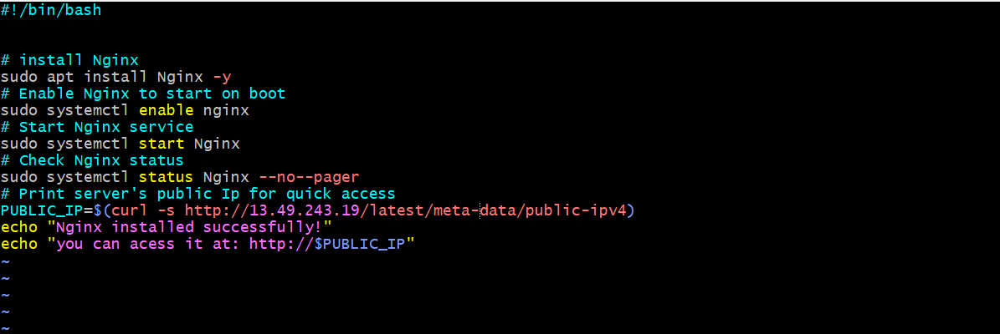 #!/bin/bash
# install Nginx
sudo apt install Nginx -y
# Enable Nginx to start on boot
sudo systemctl enable nginx
# Start Nginx service
sudo systemctl start Nginx
# Check Nginx status
sudo systemctl status Nginx --no--pager
# Print server's public Ip for quick access
PUBLIC_IP=$(curl -s http://13.49.243.19/latest/meta-data/public-ipv4)
echo "Nginx installed successfully!"
echo "you can acess it at: http://$PUBLIC_IP"
~
~
~
~
~